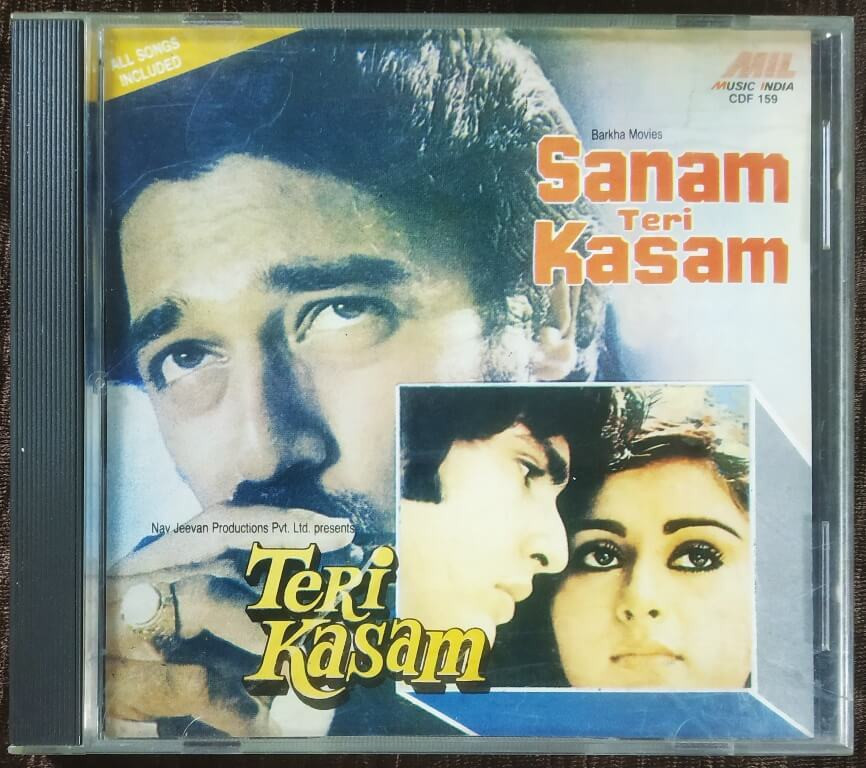 ALL SONGS
INCLUDED
MIL
MUSIC INDIA
CDF 159
Barkha Movies
Sanam
Teri
Kasam
Nav Jeevan Productions Pvt. Ltd. presents
TeRi
Kasam